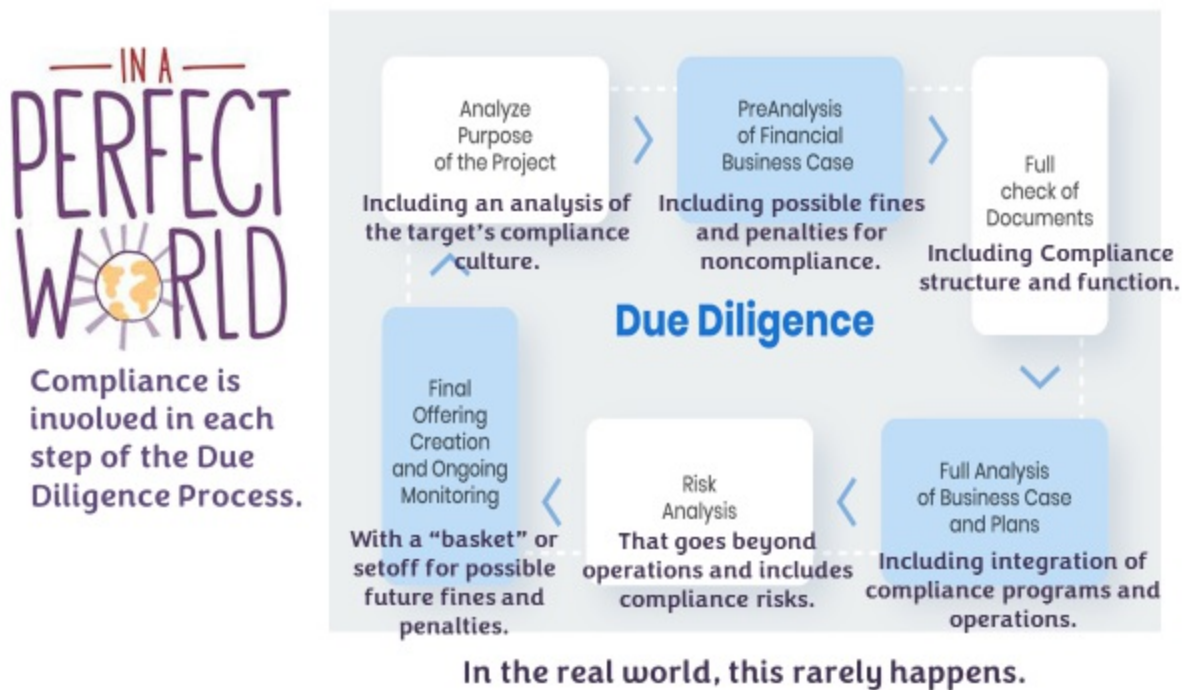 IN A
PERFECT
WORLD
Compliance is
involved in each
step of the Due
Diligence Process.
Analyze
Purpose
of the Project
Including an analysis of
the target's compliance
culture.
PreAnalysis
of Financial
Business Case
Including possible fines
and penalties for
noncompliance.
Full
check of
Documents
Including Compliance
structure and function.
Due Diligence
Full Analysis
of Business Case
and Plans
Including integration of
compliance programs and
operations.
Risk
Analysis
That goes beyond
operations and includes
compliance risks.
Final
Offering
Creation
and Ongoing
Monitoring
With a “basket” or
setoff for possible
future fines and
penalties.
In the real world, this rarely happens.